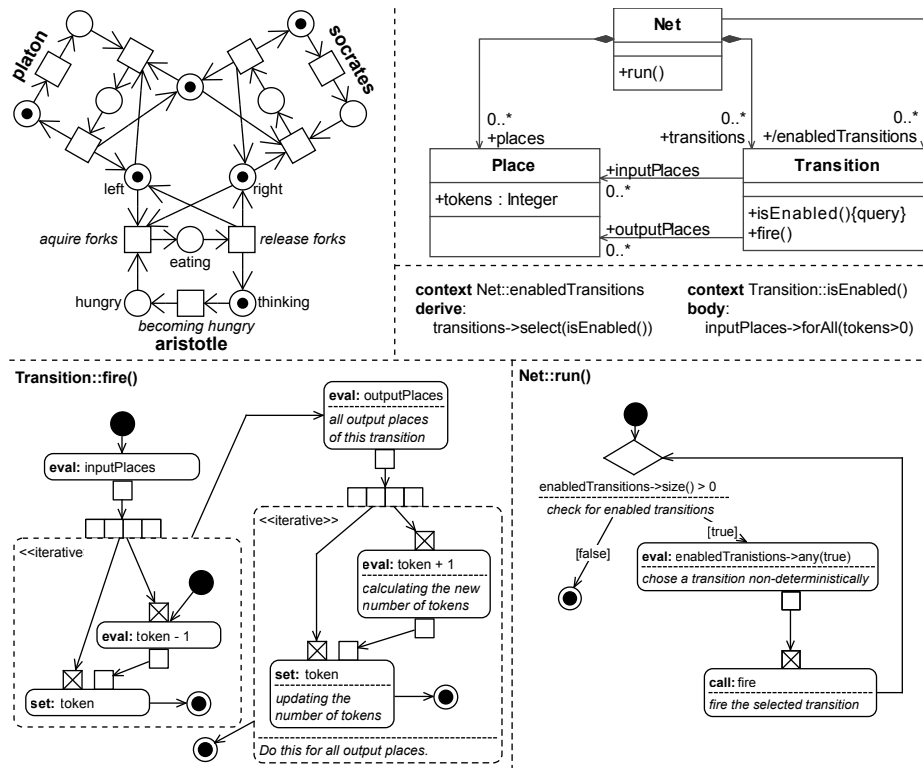 platon
socrates
left
right
aquire forks
release forks
eating
hungry
thinking
becoming hungry
aristotle
Net
+run()
0..*
+places
0..*
+transitions
0..*
+/enabledTransitions
Place
+tokens : Integer
+inputPlaces
0..*
+outputPlaces
0..*
Transition
+isEnabled(){query}
+fire()
context Net::enabledTransitions
derive:
transitions->select(isEnabled())
context Transition::isEnabled()
body:
inputPlaces->forAll(tokens>0)
Transition::fire()
eval: inputPlaces
<<iterative
eval: token - 1
set: token
eval: outputPlaces
all output places
of this transition
<<iterative>>
eval: token + 1
calculating the new
number of tokens
set: token
updating the
number of tokens
Do this for all output places.
Net::run()
enabledTransitions->size() > 0
check for enabled transitions
[true]
[false]
eval: enabledTranistions->any(true)
chose a transition non-deterministically
call: fire
fire the selected transition